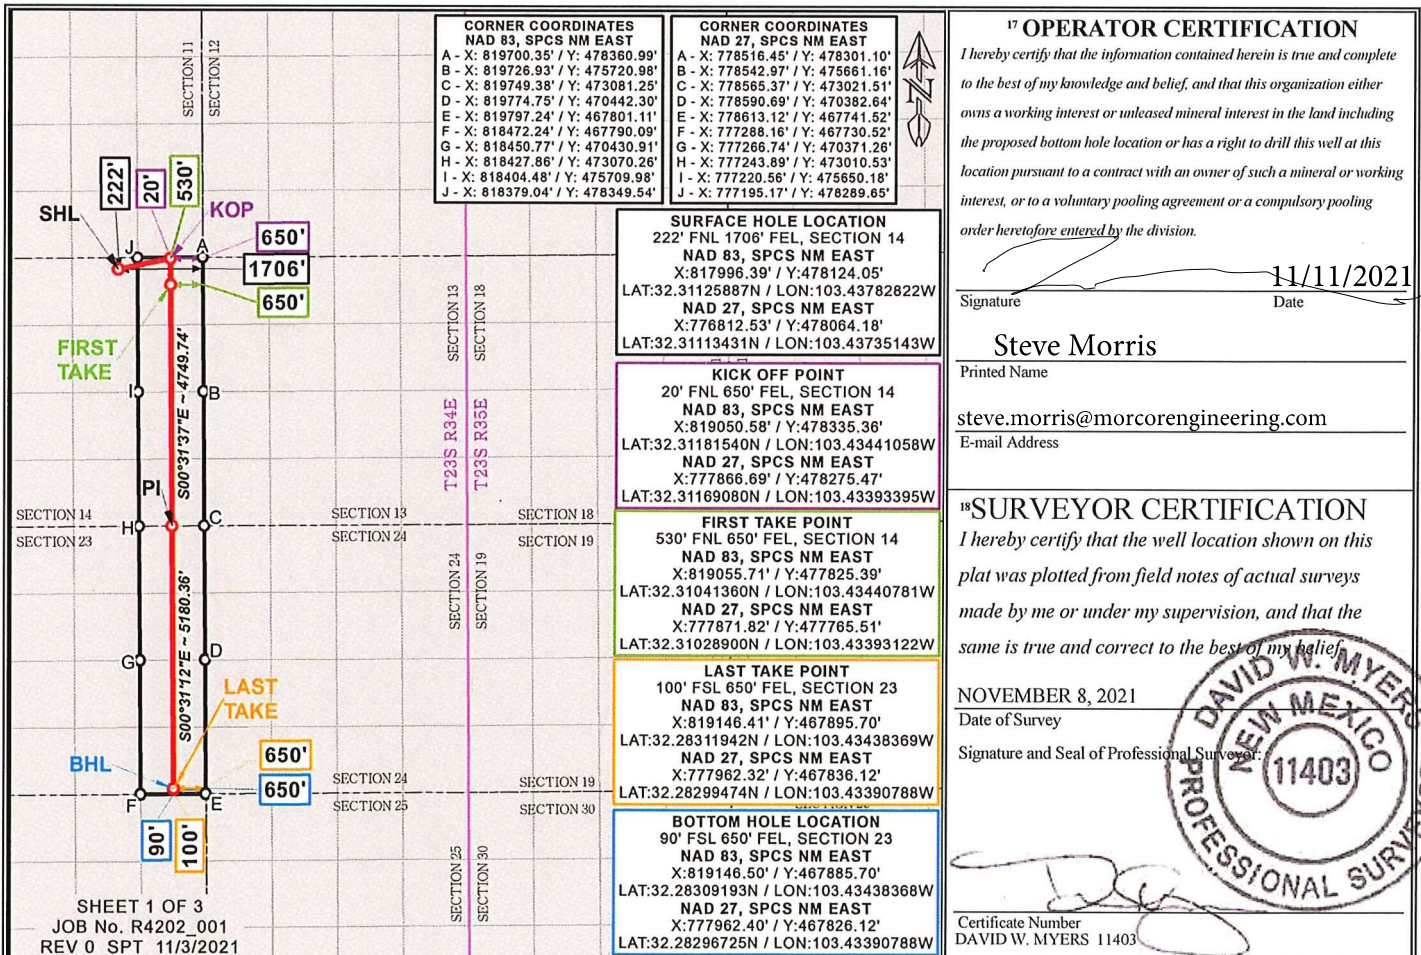 SECTION 11
SECTION 12
222'
20'
530'
SHL
KOP
650'
J
A
1706'
650'
FIRST
TAKE
S00°31'37"E ~ 4749.74'
I
B
SECTION 13
SECTION 18
T23S R34E
T23S R35E
PI
SECTION 14
SECTION 23
H
C
SECTION 13
SECTION 24
SECTION 18
SECTION 19
SECTION 24
SECTION 19
S00°31'12"E ~ 5180.36'
G
D
LAST
TAKE
650'
BHL
650'
F
E
90'
100'
SECTION 24
SECTION 25
SECTION 19
SECTION 30
SECTION 25
SECTION 30
SHEET 1 OF 3
JOB No. R4202_001
REV 0 SPT 11/3/2021
CORNER COORDINATES
NAD 83, SPCS NM EAST
A - X: 819700.35' / Y: 478360.99'
B - X: 819726.93' / Y: 475720.98'
C - X: 819749.38' / Y: 473081.25'
D - X: 819774.75' / Y: 470442.30'
E - X: 819797.24' / Y: 467801.11'
F - X: 818472.24' / Y: 467790.09'
G - X: 818450.77' / Y: 470430.91'
H - X: 818427.86' / Y: 473070.26'
I - X: 818404.48' / Y: 475709.98'
J - X: 818379.04' / Y: 478349.54'
CORNER COORDINATES
NAD 27, SPCS NM EAST
A - X: 778516.45' / Y: 478301.10'
B - X: 778542.97' / Y: 475661.16'
C - X: 778565.37' / Y: 473021.51'
D - X: 778590.69' / Y: 470382.64'
E - X: 778613.12' / Y: 467741.52'
F - X: 777288.16' / Y: 467730.52'
G - X: 777266.74' / Y: 470371.26'
H - X: 777243.89' / Y: 473010.53'
I - X: 777220.56' / Y: 475650.18'
J - X: 777195.17' / Y: 478289.65'
N
SURFACE HOLE LOCATION
222' FNL 1706' FEL, SECTION 14
NAD 83, SPCS NM EAST
X:817996.39' / Y:478124.05'
LAT:32.31125887N / LON:103.43782822W
NAD 27, SPCS NM EAST
X:776812.53' / Y:478064.18'
LAT:32.31113431N / LON:103.43735143W
KICK OFF POINT
20' FNL 650' FEL, SECTION 14
NAD 83, SPCS NM EAST
X:819050.58' / Y:478335.36'
LAT:32.31181540N / LON:103.43441058W
NAD 27, SPCS NM EAST
X:777866.69' / Y:478275.47'
LAT:32.31169080N / LON:103.43393395W
FIRST TAKE POINT
530' FNL 650' FEL, SECTION 14
NAD 83, SPCS NM EAST
X:819055.71' / Y:477825.39'
LAT:32.31041360N / LON:103.43440781W
NAD 27, SPCS NM EAST
X:777871.82' / Y:477765.51'
LAT:32.31028900N / LON:103.43393122W
LAST TAKE POINT
100' FSL 650' FEL, SECTION 23
NAD 83, SPCS NM EAST
X:819146.41' / Y:467895.70'
LAT:32.28311942N / LON:103.43438369W
NAD 27, SPCS NM EAST
X:777962.32' / Y:467836.12'
LAT:32.28299474N / LON:103.43390788W
BOTTOM HOLE LOCATION
90' FSL 650' FEL, SECTION 23
NAD 83, SPCS NM EAST
X:819146.50' / Y:467885.70'
LAT:32.28309193N / LON:103.43438368W
NAD 27, SPCS NM EAST
X:777962.40' / Y:467826.12'
LAT:32.28296725N / LON:103.43390788W
17 OPERATOR CERTIFICATION
I hereby certify that the information contained herein is true and complete
to the best of my knowledge and belief, and that this organization either
owns a working interest or unleased mineral interest in the land including
the proposed bottom hole location or has a right to drill this well at this
location pursuant to a contract with an owner of such a mineral or working
interest, or to a voluntary pooling agreement or a compulsory pooling
order heretofore entered by the division.
11/11/2021
Signature Date
Steve Morris
Printed Name
steve.morris@morcorengineering.com
E-mail Address
18 SURVEYOR CERTIFICATION
I hereby certify that the well location shown on this
plat was plotted from field notes of actual surveys
made by me or under my supervision, and that the
same is true and correct to the best of my belief.
NOVEMBER 8, 2021
Date of Survey
Signature and Seal of Professional Surveyor:
DAVID W. MYERS
NEW MEXICO
11403
PROFESSIONAL
Certificate Number
DAVID W. MYERS 11403